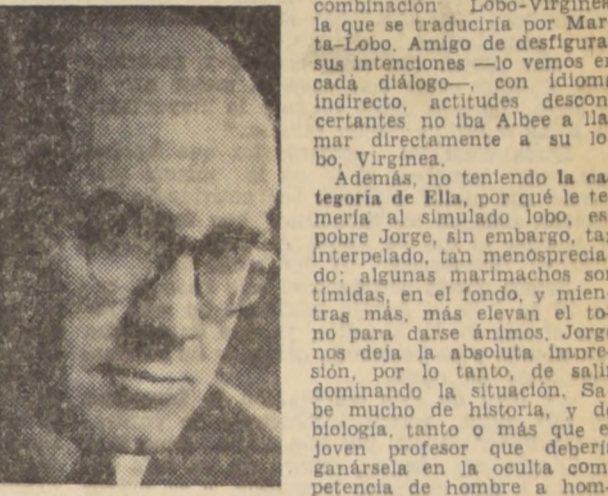 combinación Lobo-Virginea
la que se traduciría por Mar
ta-Lobo. Amigo de desfigura
sus intenciones —lo vemos en
cada diálogo—, con idioma
indirecto, actitudes descon
certantes no iba Albee a lla
mar directamente a su lo
bo, Virgínea.
Además, no teniendo la ca
tegoría de Ella, por qué le te
mería al simulado lobo, es
pobre Jorge, sin embargo, tan
interpelado, tan menosprecia
do: algunas marimachos son
tímidas, en el fondo, y mien
tras más, más elevan el to-
no para darse ánimos. Jorge
nos deja la absoluta impre-
sión, por lo tanto, de salir
dominando la situación. Sa
be mucho de historia, y de
biología, tanto o más que el
joven profesor que debería
ganársela en la oculta com
petencia de hombre a hom-